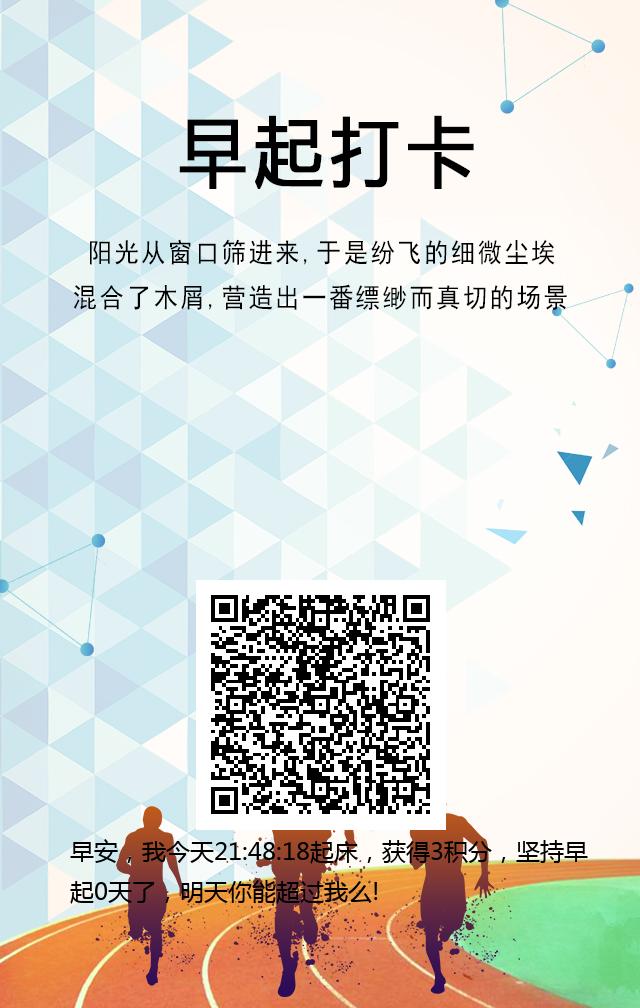 早起打卡
阳光从窗口筛进来,于是纷飞的细微尘埃
混合了木屑,营造出一番缥缈而真切的场景
早安，我今天21:48:18起床，获得3积分，坚持早
起0天了，明天你能超过我么!